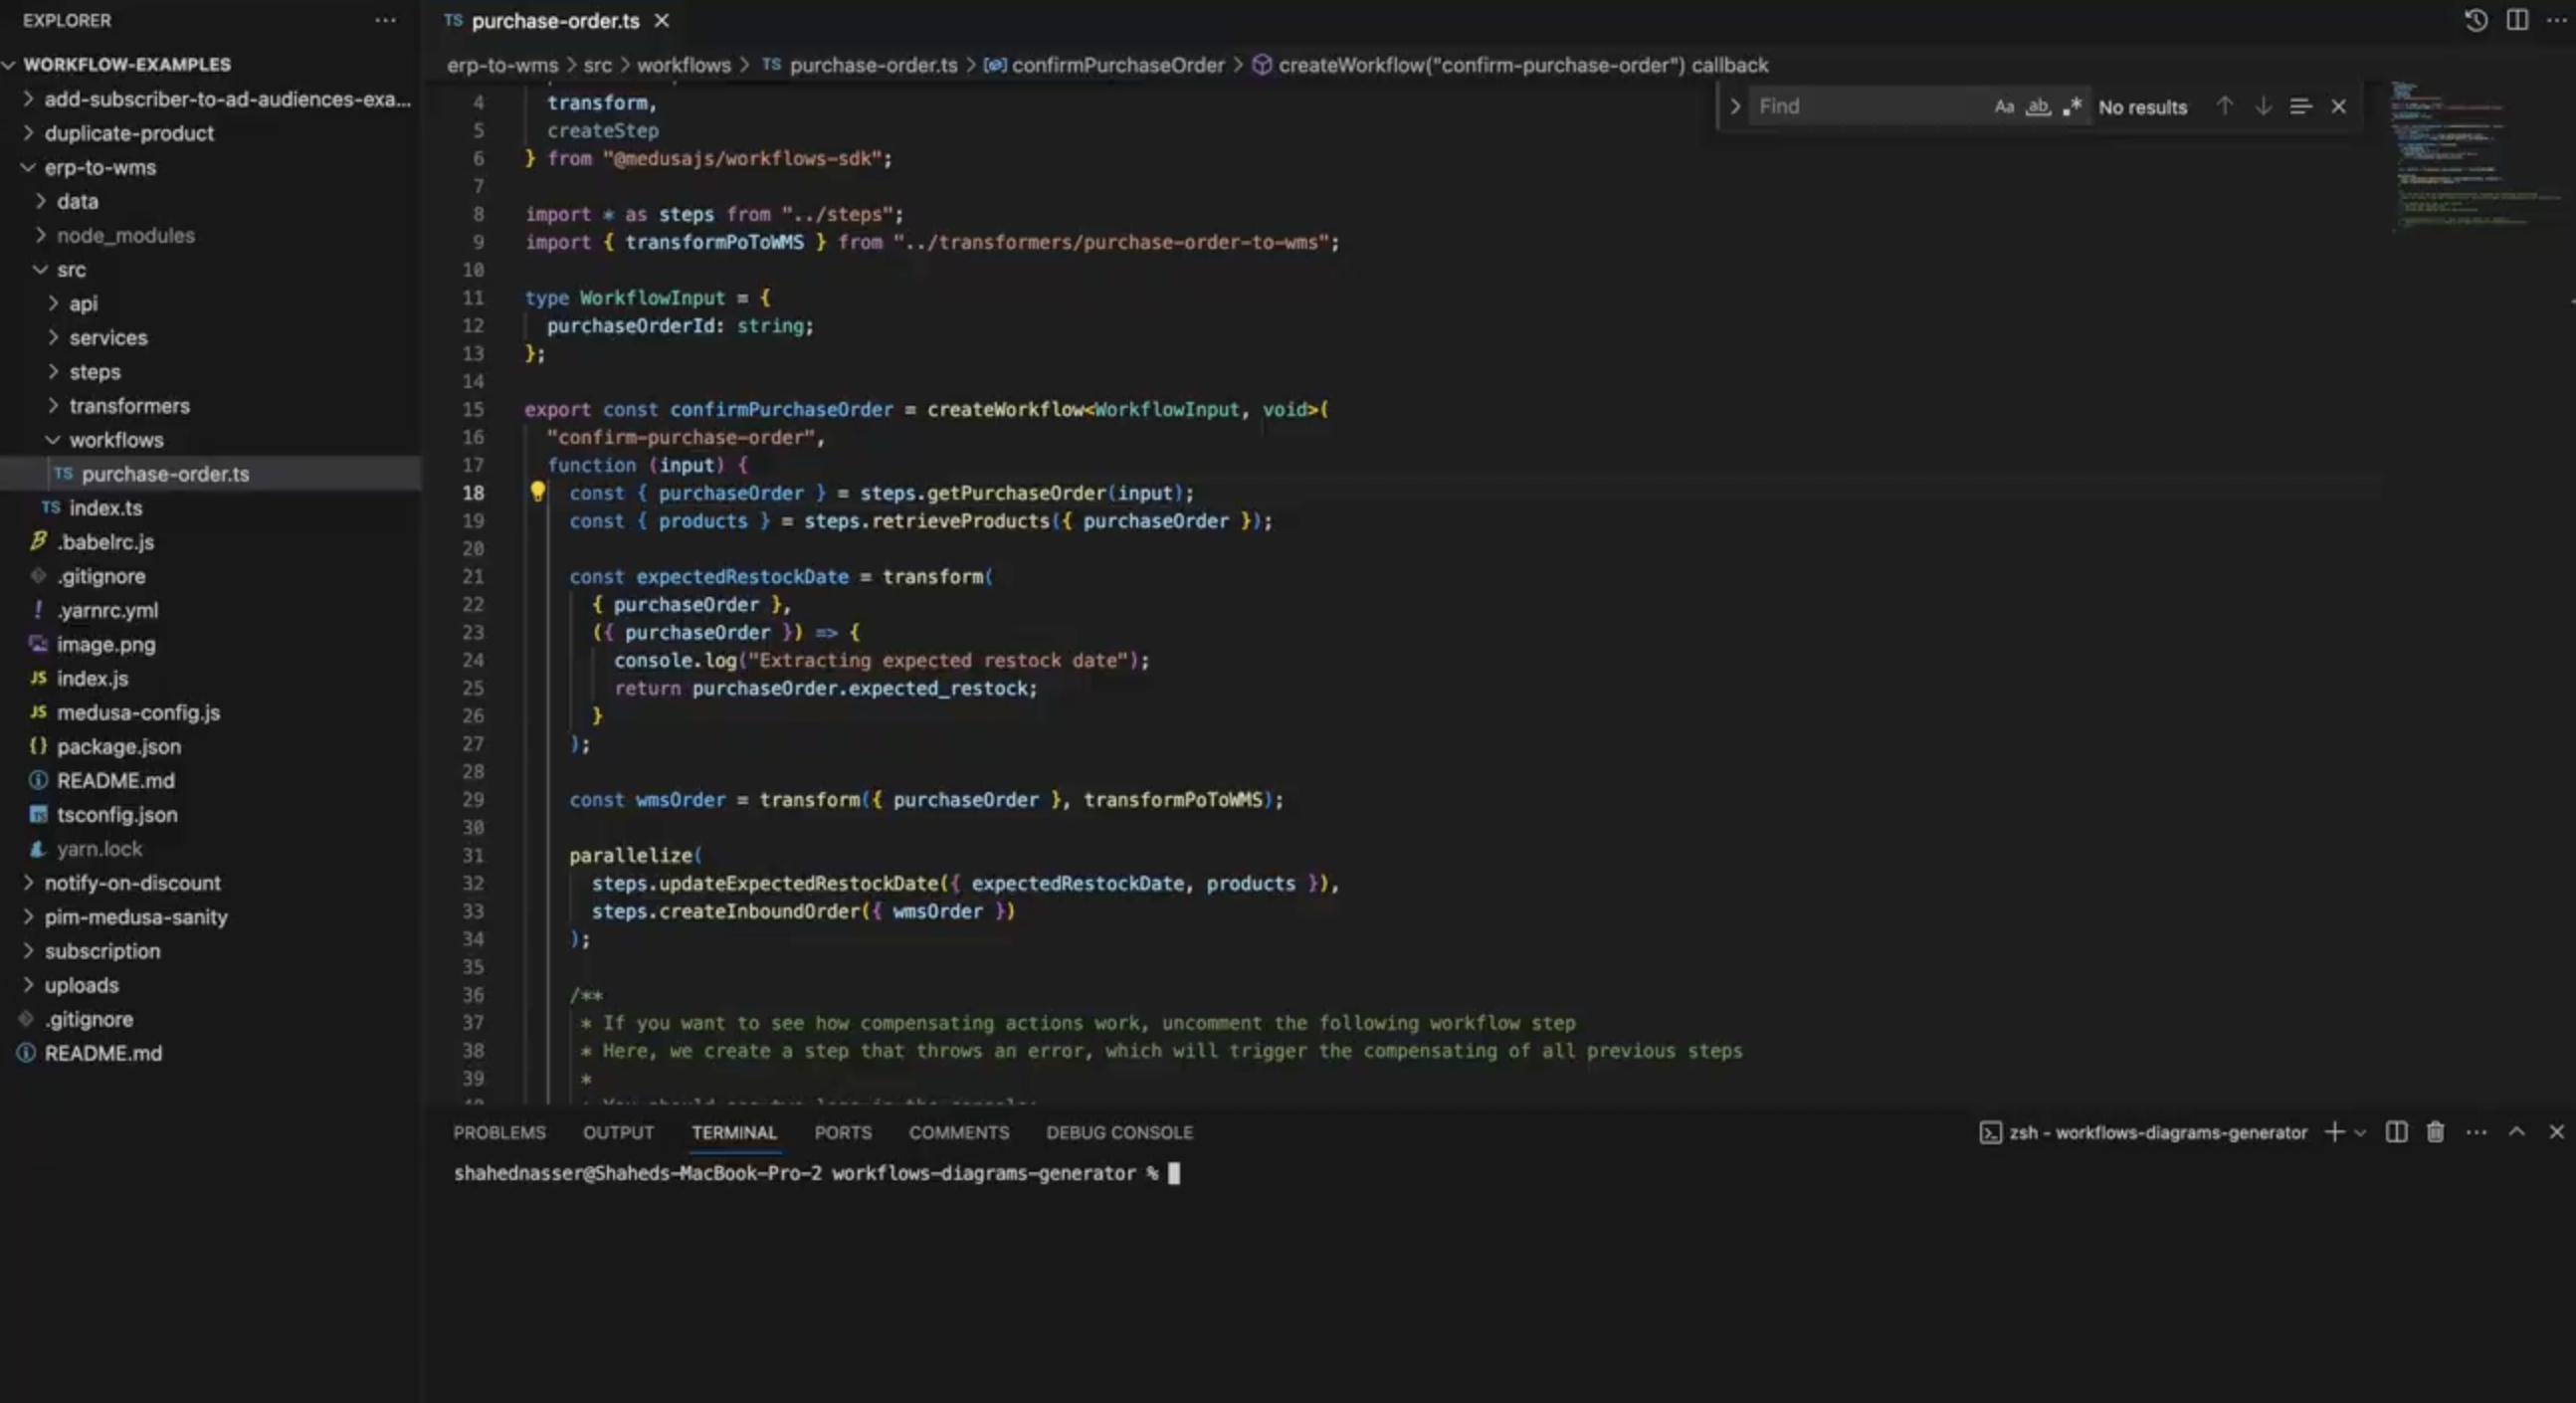 EXPLORER
WORKFLOW-EXAMPLES
add-subscriber-to-ad-audiences-exa...
duplicate-product
erp-to-wms
data
node_modules
src
api
services
steps
transformers
workflows
TS purchase-order.ts
TS index.ts
.babelrc.js
.gitignore
! .yarnrc.yml
image.png
JS index.js
JS medusa-config.js
{} package.json
README.md
TS tsconfig.json
yarn.lock
notify-on-discount
pim-medusa-sanity
subscription
uploads
.gitignore
README.md
TS purchase-order.ts
erp-to-wms > src > workflows > TS purchase-order.ts > confirmPurchaseOrder > createWorkflow("confirm-purchase-order") callback
Find Aa ab .* No results
4 transform,
5 createStep
6 } from "@medusajs/workflows-sdk";
7
8 import * as steps from "../steps";
9 import { transformPoToWMS } from "../transformers/purchase-order-to-wms";
10
11 type WorkflowInput = {
12 purchaseOrderId: string;
13 };
14
15 export const confirmPurchaseOrder = createWorkflow<WorkflowInput, void>(
16 "confirm-purchase-order",
17 function (input) {
18 const { purchaseOrder } = steps.getPurchaseOrder(input);
19 const { products } = steps.retrieveProducts({ purchaseOrder });
20
21 const expectedRestockDate = transform(
22 { purchaseOrder },
23 ({ purchaseOrder }) => {
24 console.log("Extracting expected restock date");
25 return purchaseOrder.expected_restock;
26 }
27 );
28
29 const wmsOrder = transform({ purchaseOrder }, transformPoToWMS);
30
31 parallelize(
32 steps.updateExpectedRestockDate({ expectedRestockDate, products }),
33 steps.createInboundOrder({ wmsOrder })
34 );
35
36 /**
37 * If you want to see how compensating actions work, uncomment the following workflow step
38 * Here, we create a step that throws an error, which will trigger the compensating of all previous steps
39 *
PROBLEMS OUTPUT TERMINAL PORTS COMMENTS DEBUG CONSOLE
zsh - workflows-diagrams-generator
shahednasser@Shaheds-MacBook-Pro-2 workflows-diagrams-generator %